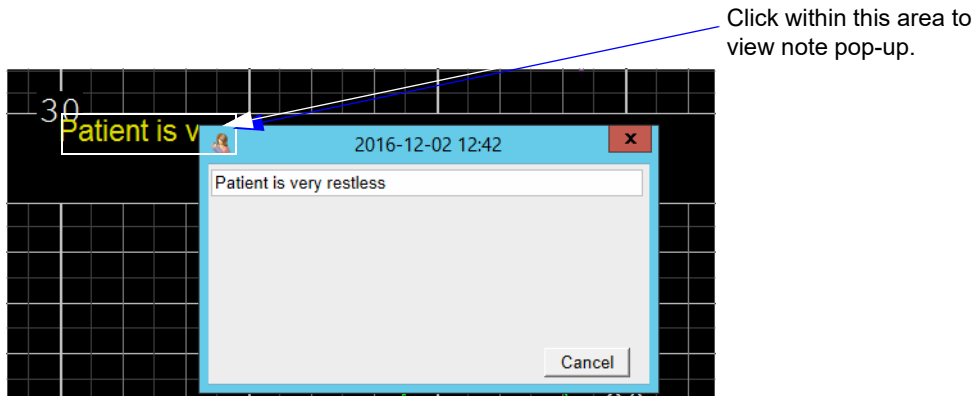 Click within this area to
view note pop-up.
30
Patient is v
2016-12-02 12:42
x
Patient is very restless
Cancel